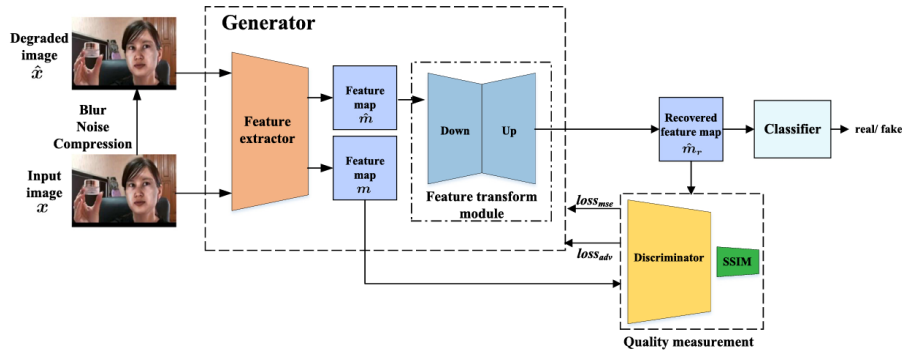 Generator
Degraded
image x̂
Blur
Noise
Compression
Input
image
x
Feature
extractor
Feature
map
m̂
Feature
map
m
Down
Up
Feature transform
module
Recovered
feature map
m̂ᵣ
Classifier
real/ fake
lossₘₛₑ
loss_adv
Discriminator
SSIM
Quality measurement